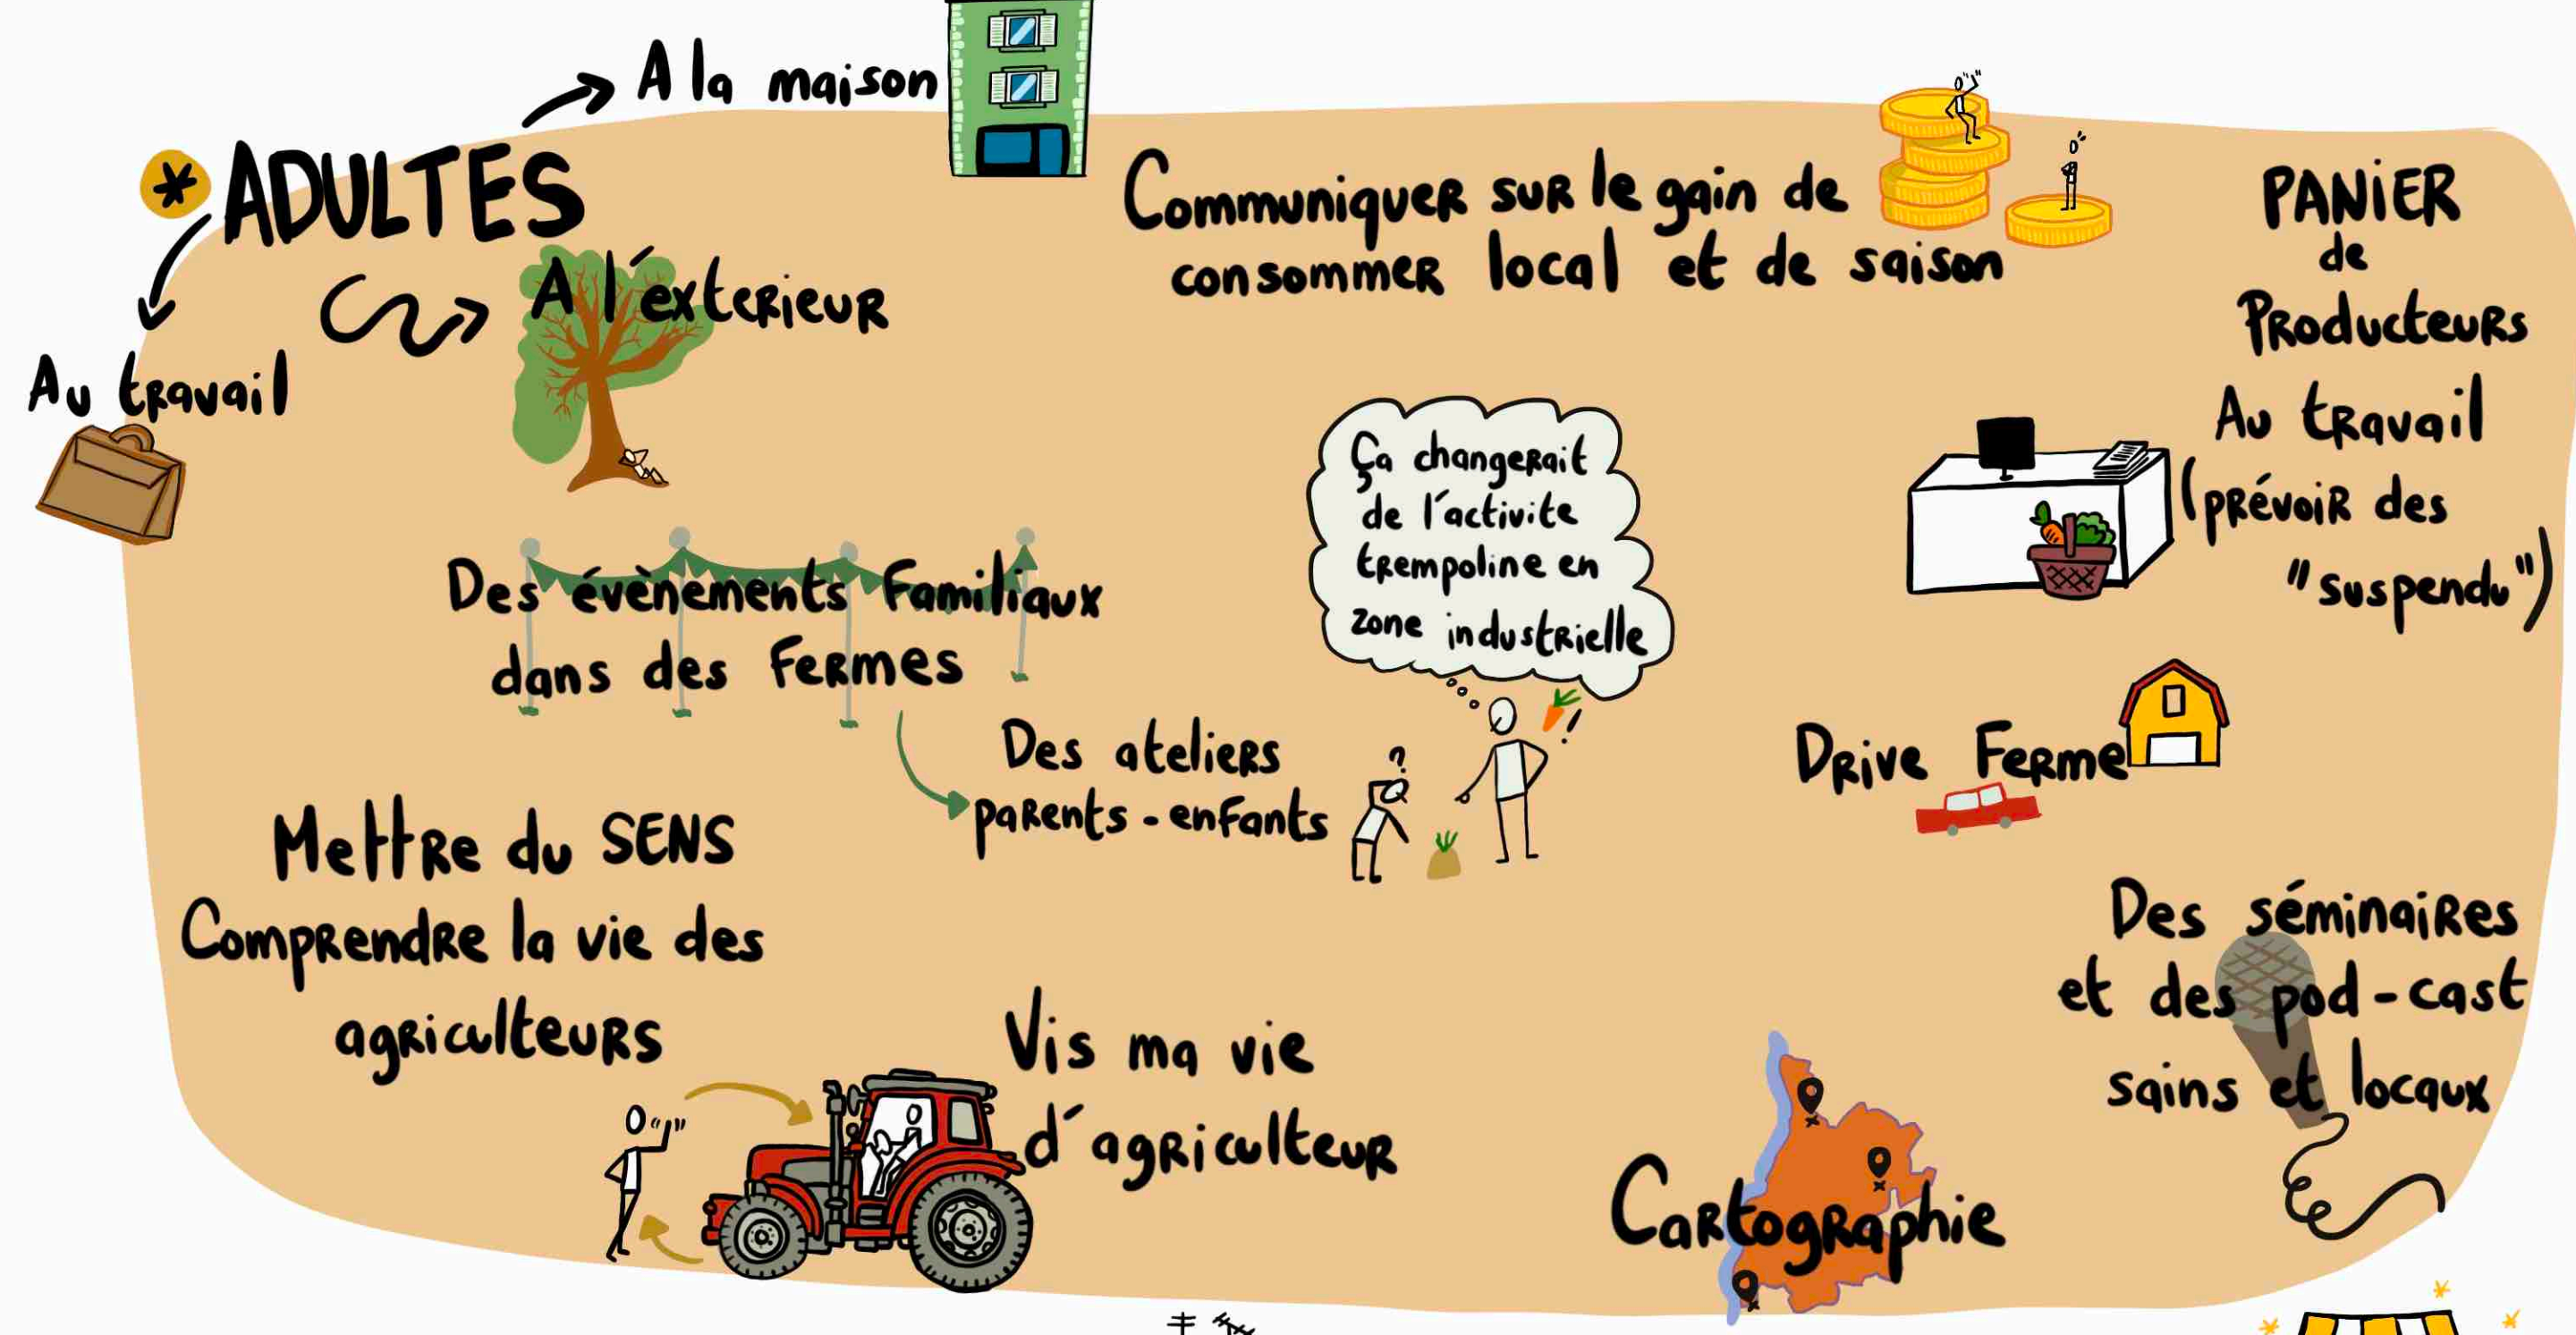 A la maison
* ADULTES
A l'éxterieur
Au travail
Communiquer sur le gain de
consommer local et de saison
PANiER
de
Producteurs
Au travail
(prévoir des
"suspendu")
Ça changerait
de l'activite
trempoline en
zone industrielle
Des évènements Familiaux
dans des Fermes
Des ateliers
parents-enfants
?
!
Drive Ferme
Mettre du SENS
Comprendre la vie des
agriculteurs
Des séminaires
et des pod-cast
sains et locaux
Vis ma vie
d'agriculteur
Cartographie